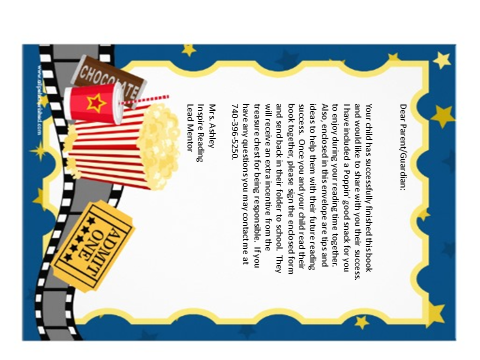 Dear Parent/Guardian:
Your child has successfully finished this book
and would like to share with you their success.
I have included a Poppin' good snack for you
to enjoy during your reading time together.
Also, enclosed in this envelope are tips and
ideas to help them with their future reading
success. Once you and your child read their
book together, please sign the enclosed form
and send back in their folder to school. They
will receive an extra incentive from the
treasure chest for being responsible. If you
have any questions you may contact me at
740-396-5250.
Mrs. Ashley
Inspire Reading
Lead Mentor
CHOCOLATE
ADMIT
ONE